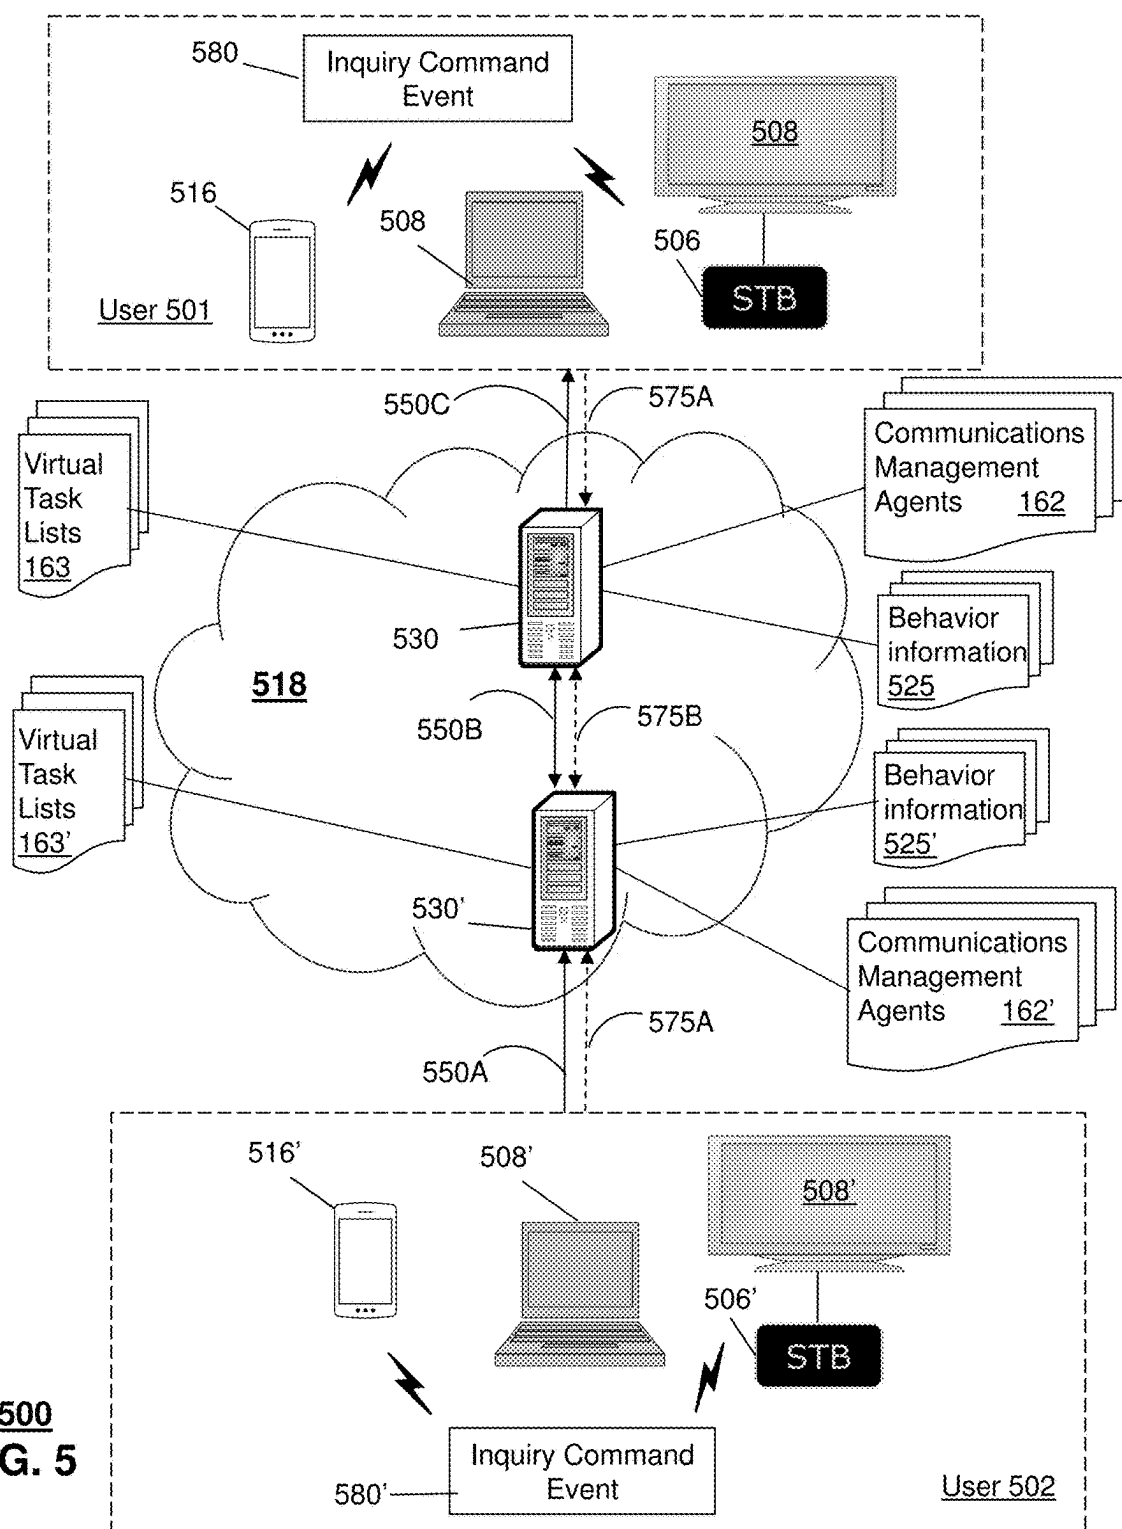 580
Inquiry Command
Event
508
516
508
506
STB
User 501
550C
575A
Virtual
Task
Lists
163
Communications
Management
Agents 162
530
Behavior
information
525
518
550B
575B
Virtual
Task
Lists
163'
Behavior
information
525'
530'
Communications
Management
Agents 162'
575A
550A
516'
508'
508'
506'
STB
500
G. 5
Inquiry Command
Event
580'
User 502